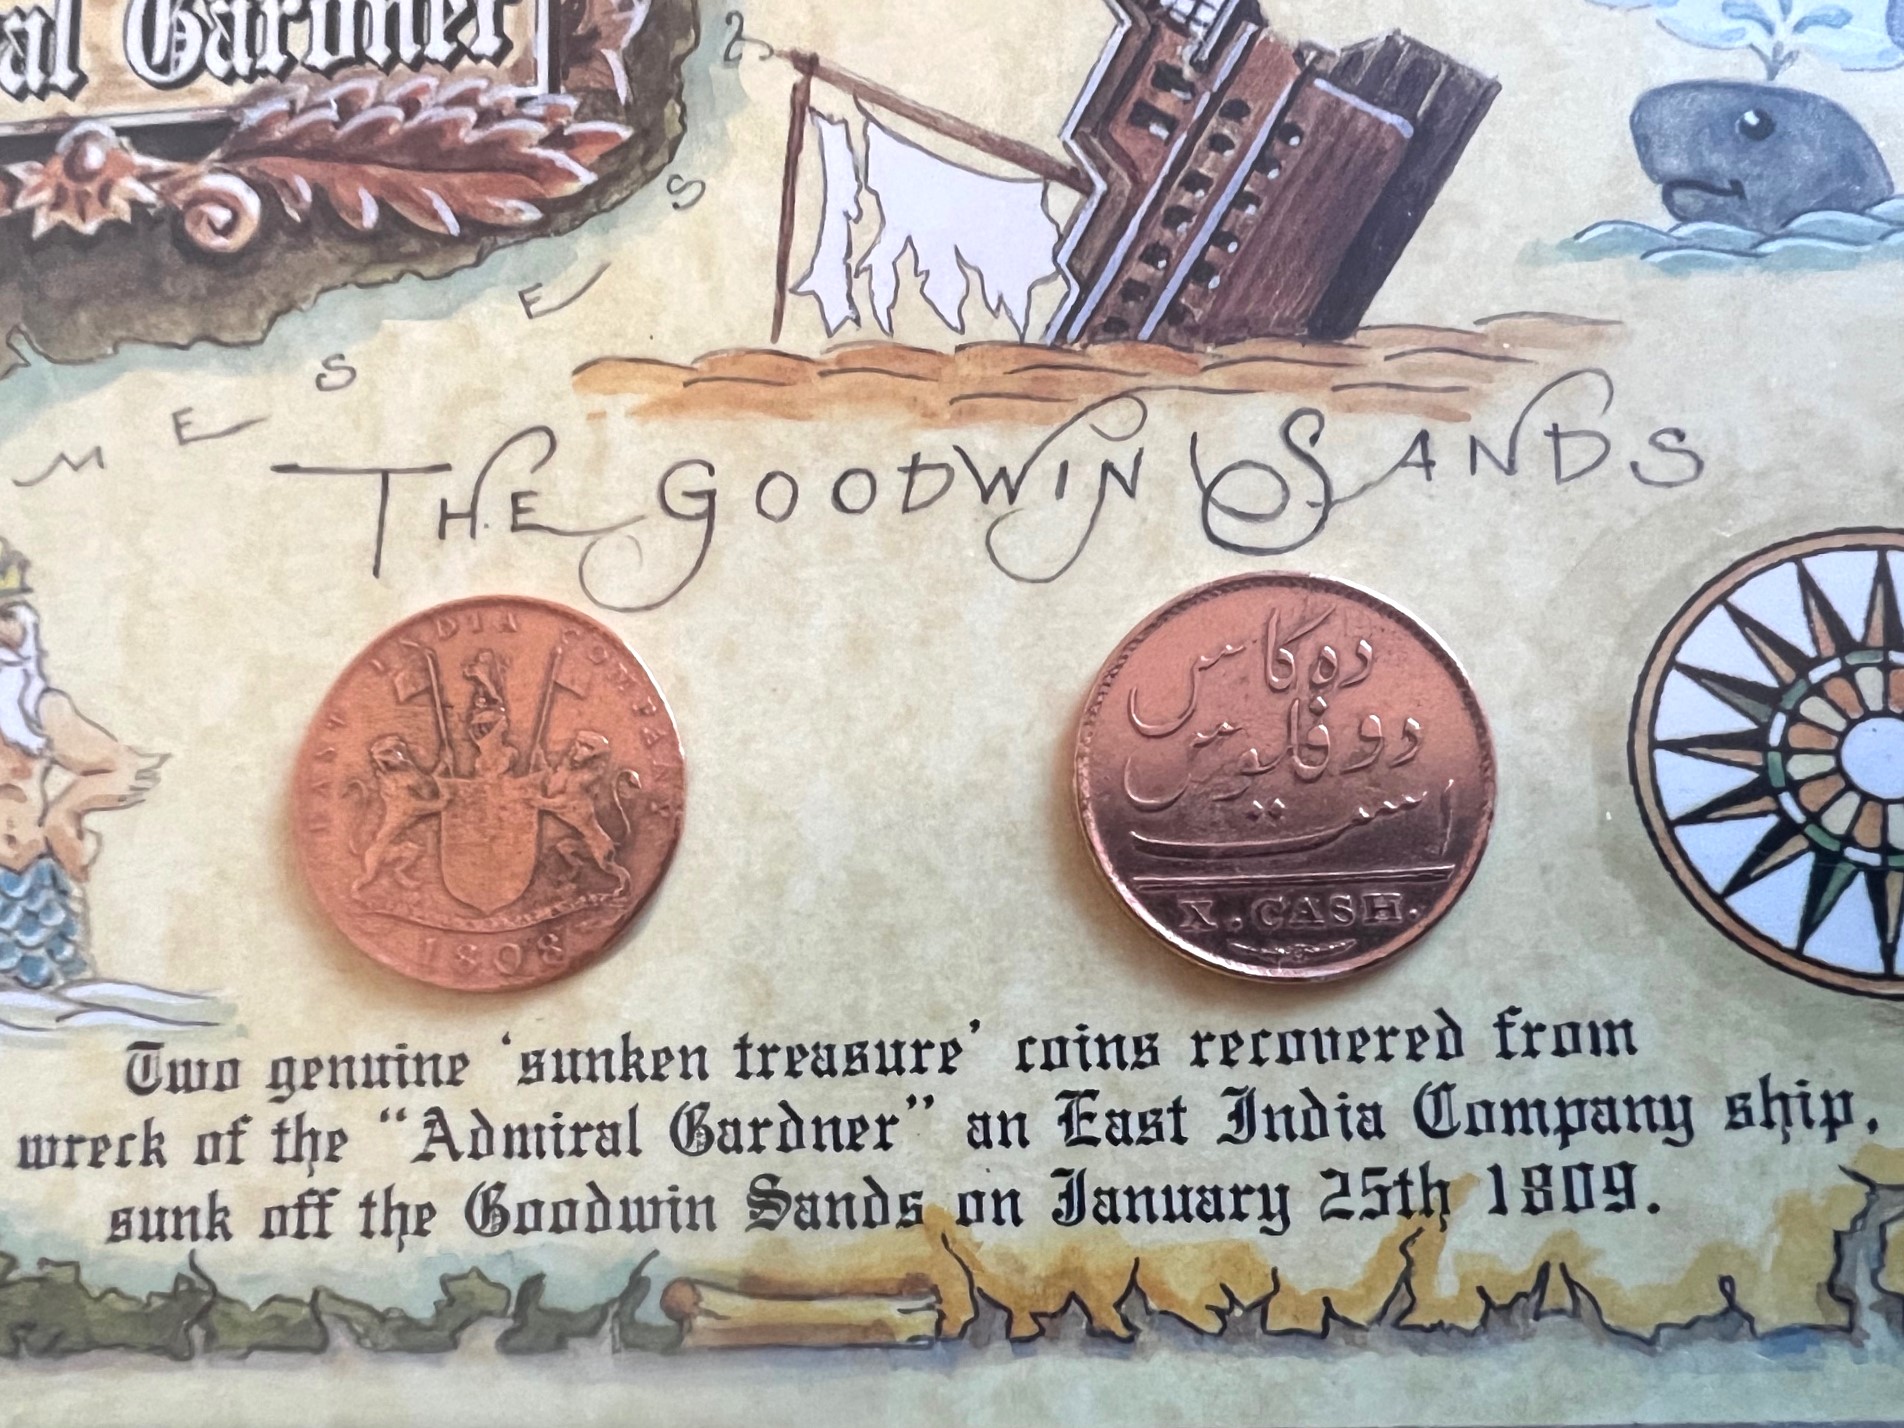 al Gardner
S
E
S
E
M
THE GOODWIN SANDS
EAST INDIA COMPANY
1808
ده كاس
دو فلوس
است
X. CASH.
Two genuine ‘sunken treasure’ coins recovered from
wreck of the “Admiral Gardner” an East India Company ship,
sunk off the Goodwin Sands on January 25th 1809.